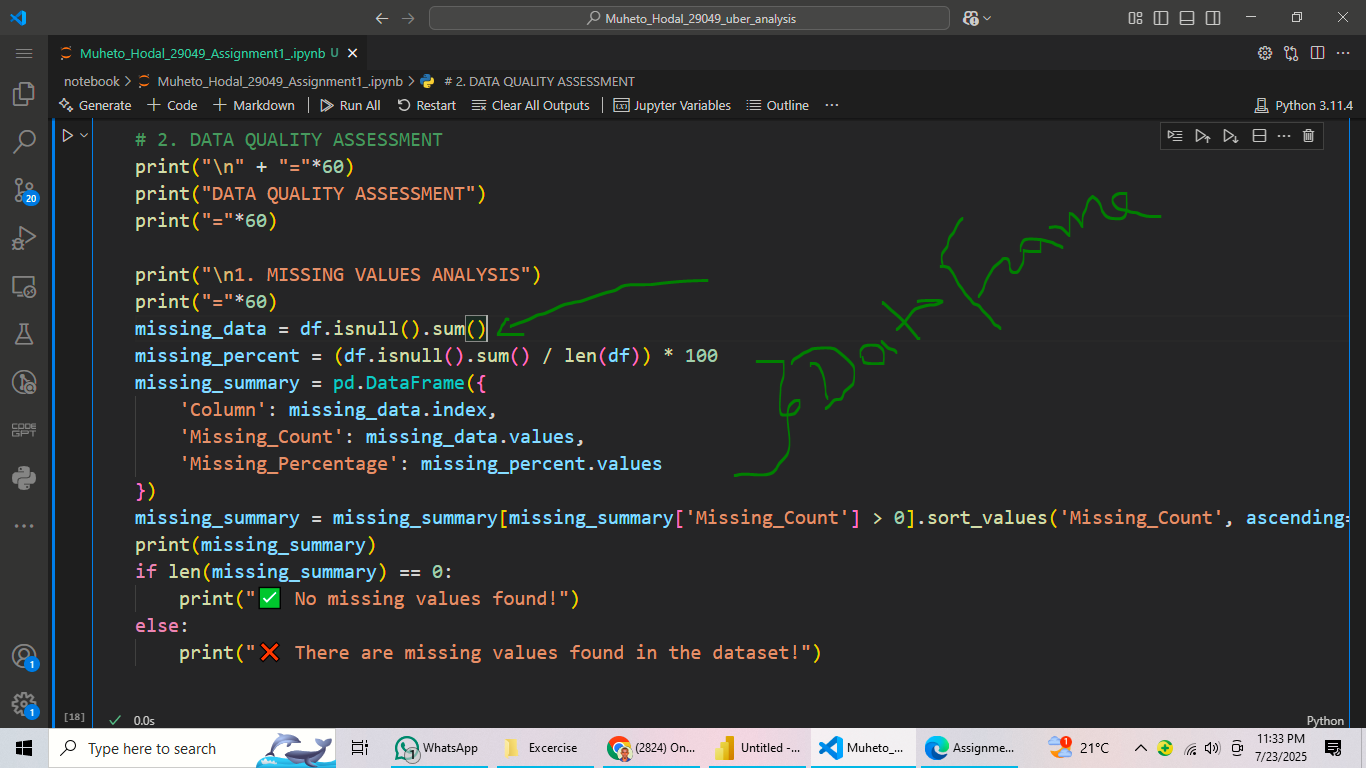 Muheto_Hodal_29049_uber_analysis
Muheto_Hodal_29049_Assignment1_.ipynb U
notebook > Muheto_Hodal_29049_Assignment1_.ipynb > # 2. DATA QUALITY ASSESSMENT
Generate + Code + Markdown Run All Restart Clear All Outputs Jupyter Variables Outline ... Python 3.11.4
# 2. DATA QUALITY ASSESSMENT
print("\n" + "="*60)
print("DATA QUALITY ASSESSMENT")
print("="*60)
print("\n1. MISSING VALUES ANALYSIS")
print("="*60)
missing_data = df.isnull().sum()
missing_percent = (df.isnull().sum() / len(df)) * 100
missing_summary = pd.DataFrame({
'Column': missing_data.index,
'Missing_Count': missing_data.values,
'Missing_Percentage': missing_percent.values
})
missing_summary = missing_summary[missing_summary['Missing_Count'] > 0].sort_values('Missing_Count', ascending=
print(missing_summary)
if len(missing_summary) == 0:
print("✅ No missing values found!")
else:
print("❌ There are missing values found in the dataset!")
Data Frame
20
CODE GPT
1
1
[18] 0.0s Python
Type here to search
1 WhatsApp
Excercise
(2824) On...
Untitled -...
Muheto_...
Assignme...
1 21°C
11:33 PM
7/23/2025